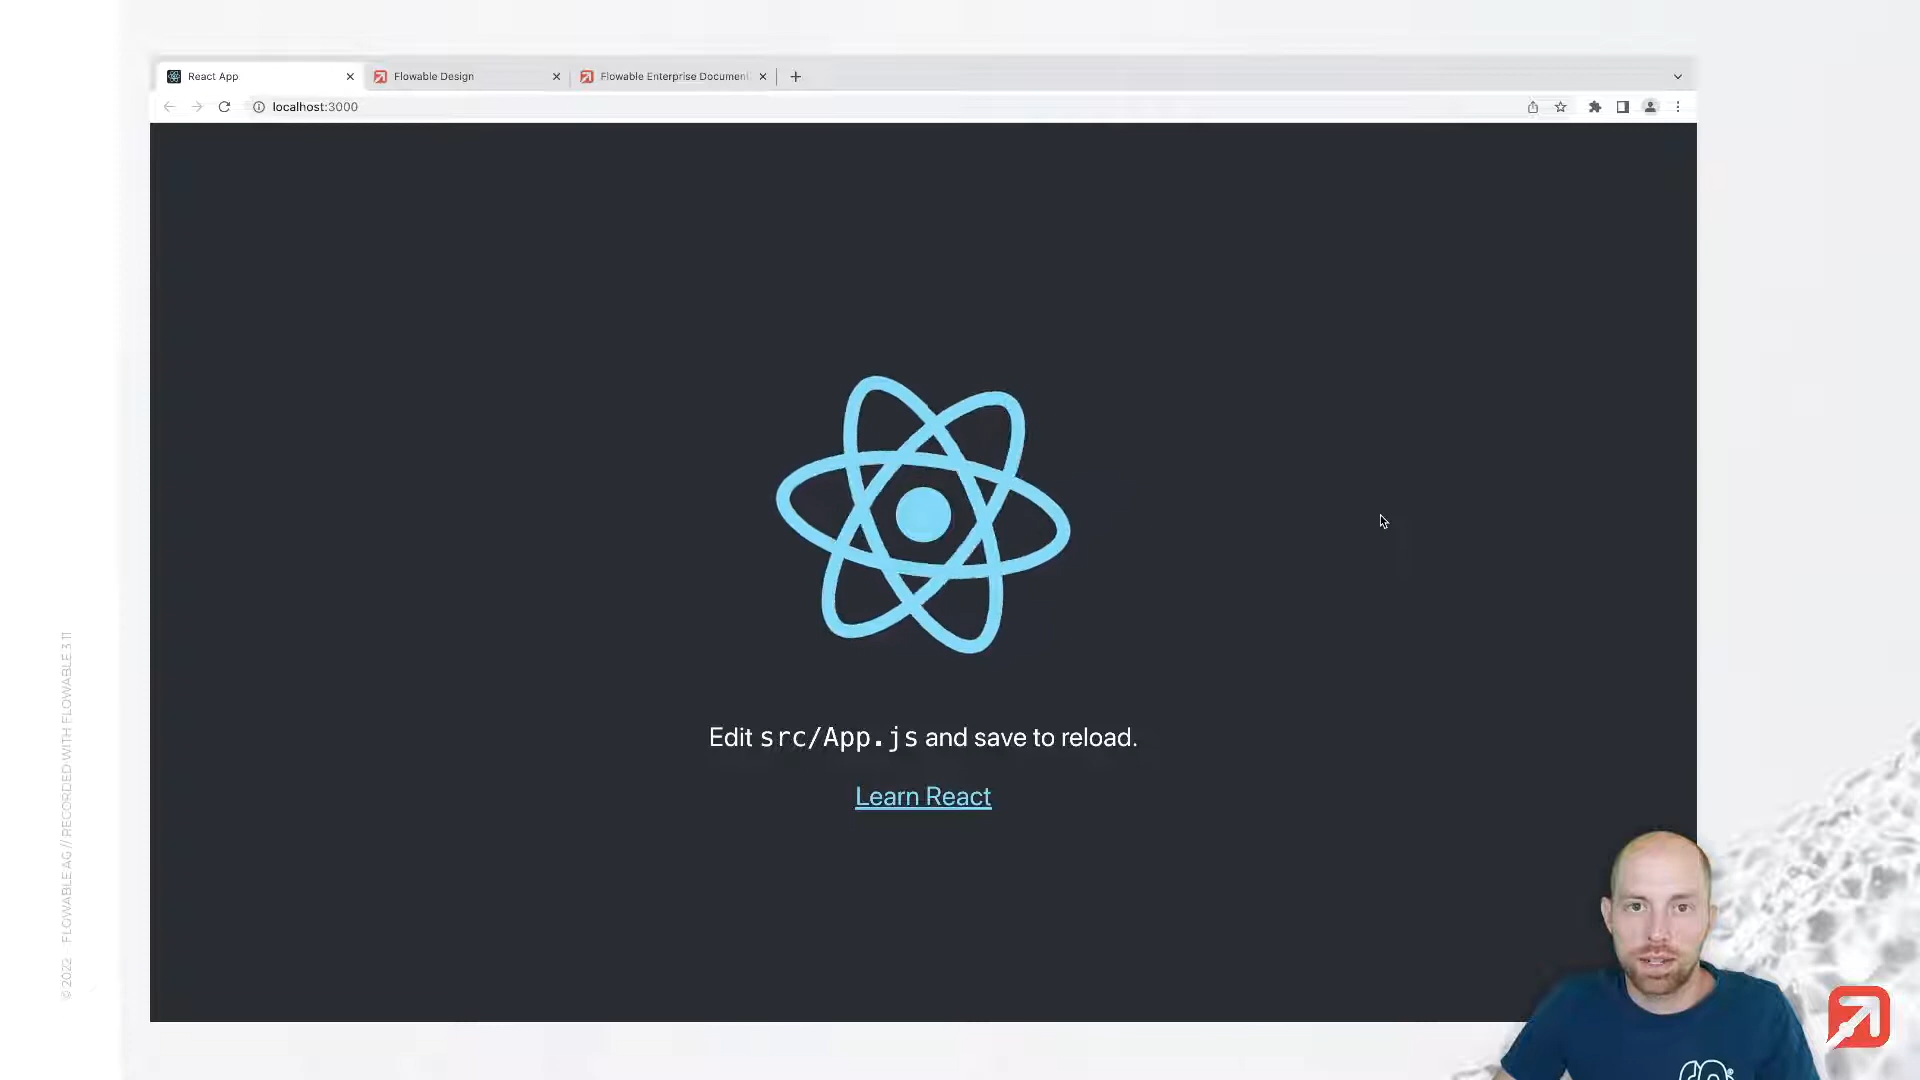 React App
Flowable Design
Flowable Enterprise Document
localhost:3000
Edit src/App.js and save to reload.
Learn React
© 2022 FLOWABLE AG // RECORDED WITH FLOWABLE 3.11